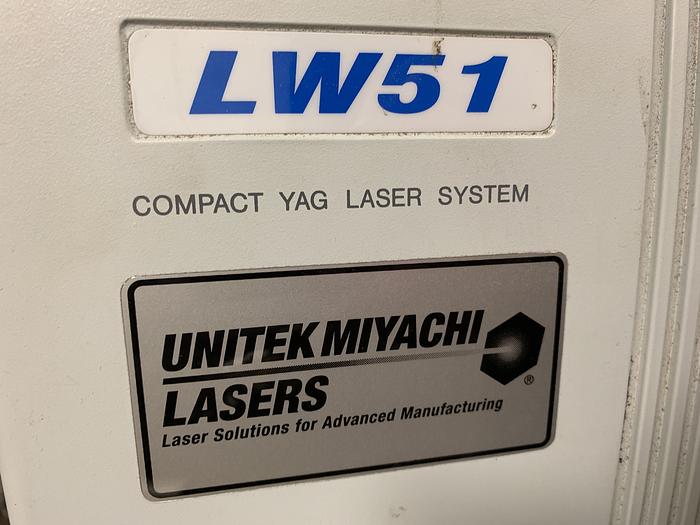 LW51
COMPACT YAG LASER SYSTEM
UNITEK MIYACHI
LASERS
®
Laser Solutions for Advanced Manufacturing